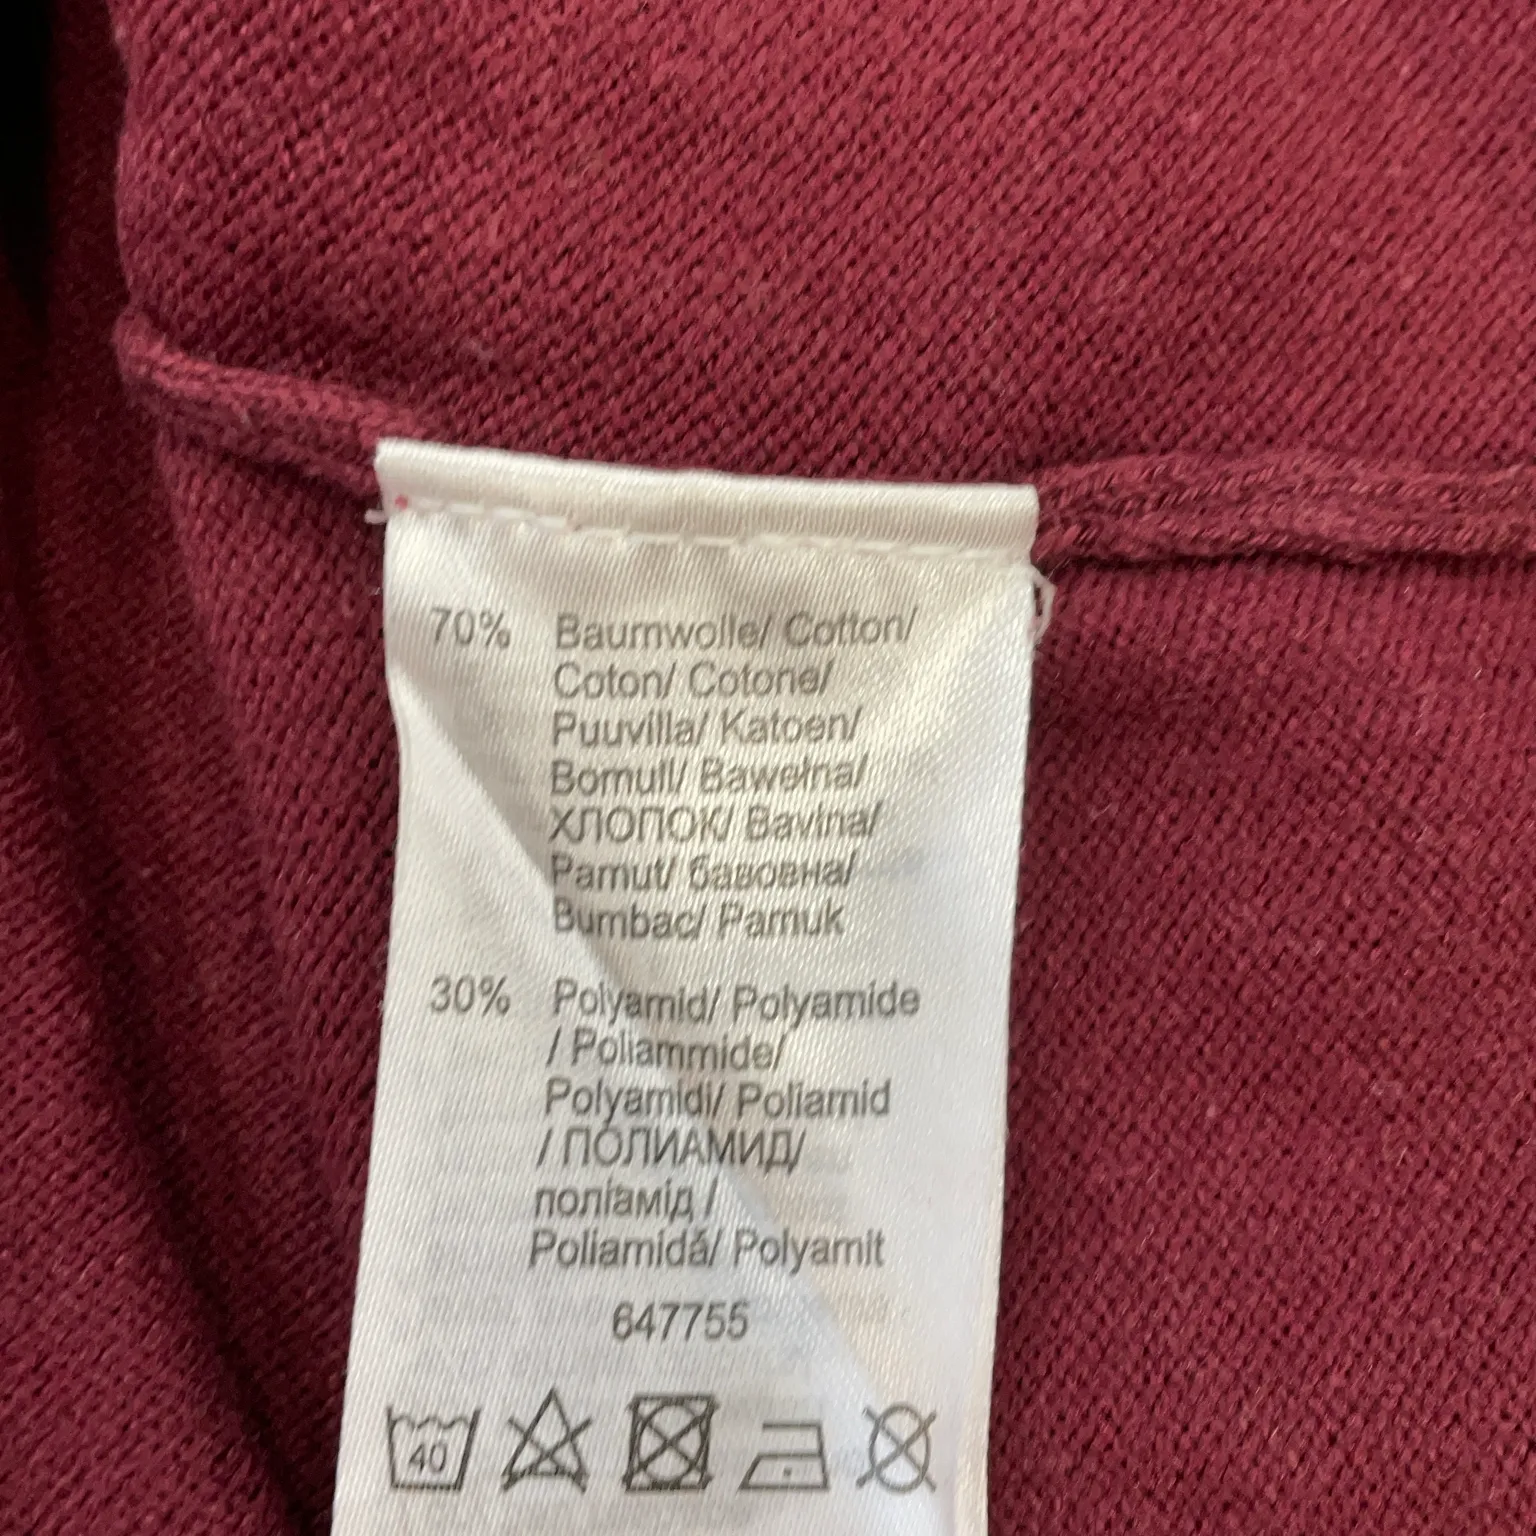 70% Baumwolle/ Cotton/
Coton/ Cotone/
Puuvilla/ Katoen/
Bomull/ Bawełna/
ХЛОПОК/ Bavlna/
Pamut/ бавовна/
Bumbac/ Pamuk
30% Polyamid/ Polyamide
/ Poliammide/
Polyamidi/ Poliamid
/ ПОЛИАМИД/
поліамід /
Poliamidă/ Polyamit
647755
40